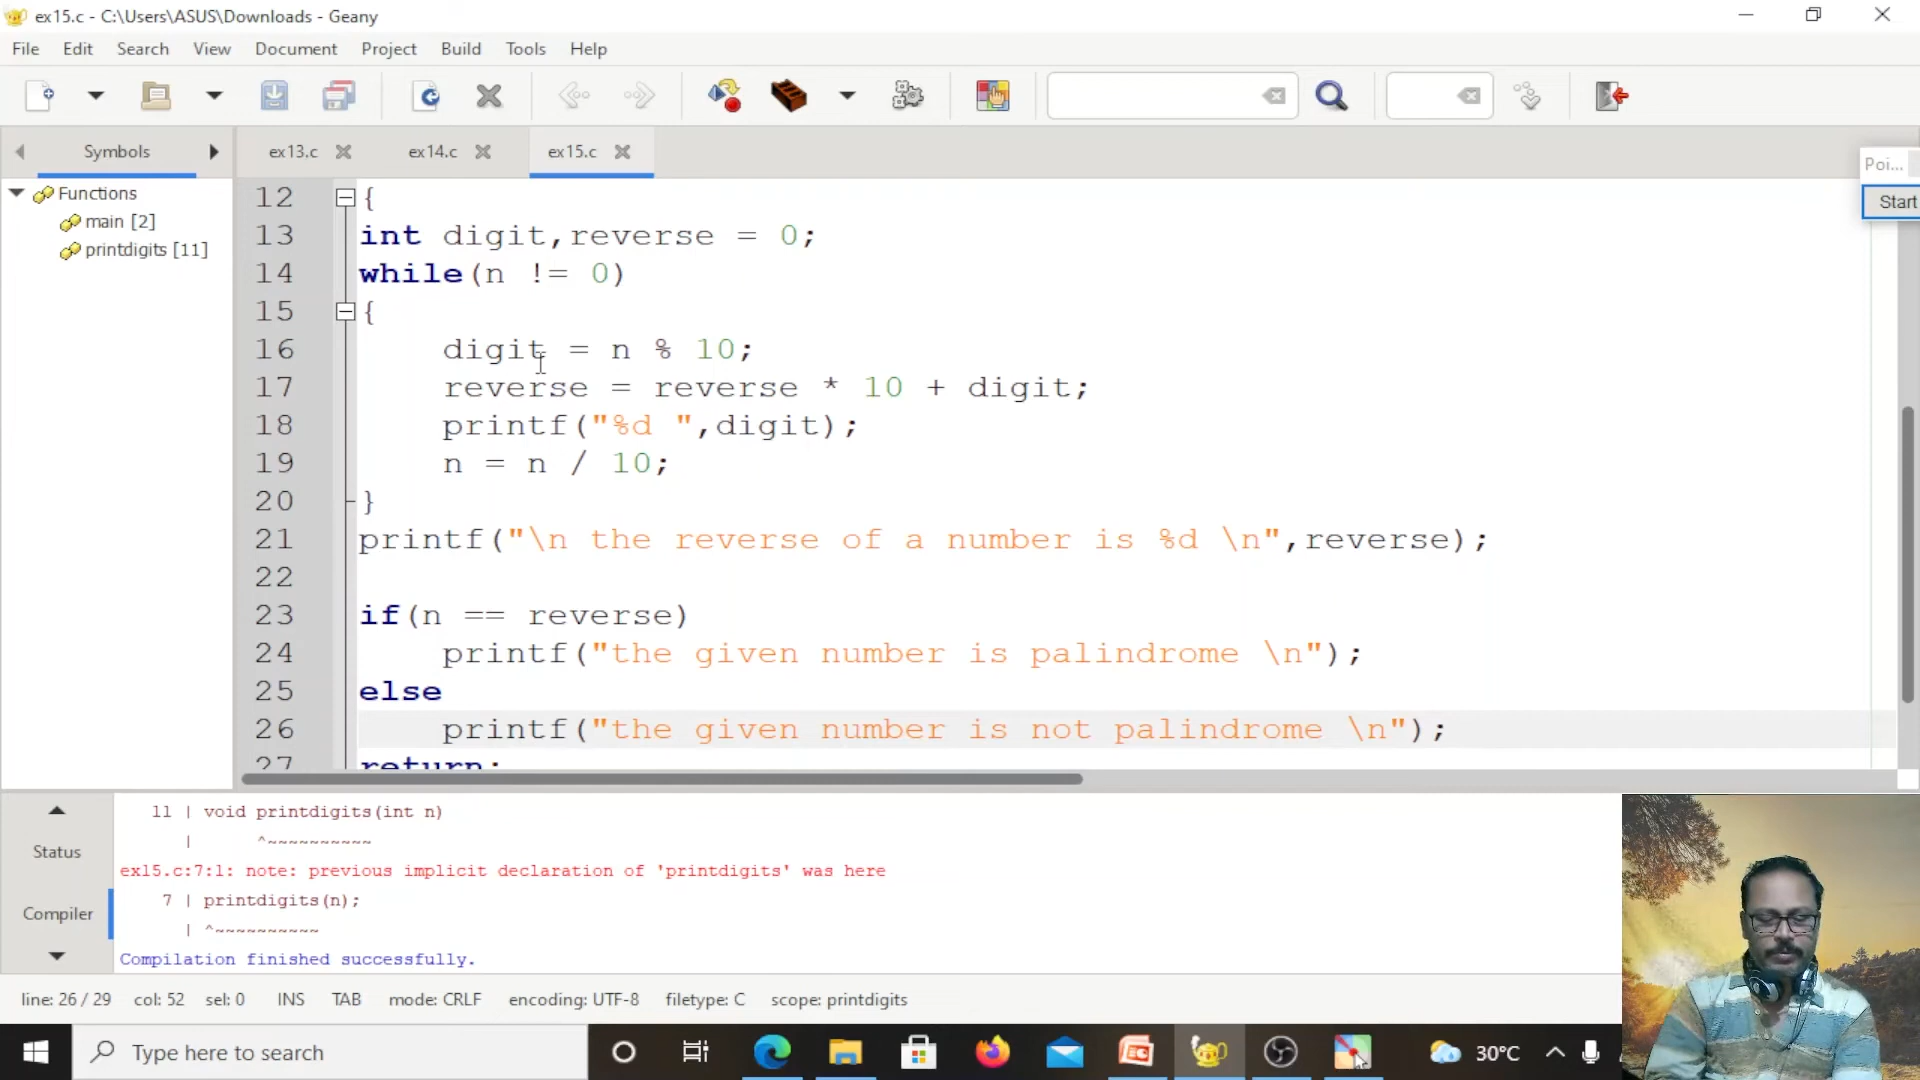 ex15.c - C:\Users\ASUS\Downloads - Geany
File Edit Search View Document Project Build Tools Help
Symbols ex13.c ex14.c ex15.c
Poi...
Start
Functions
main [2]
printdigits [11]
12 {
13 int digit,reverse = 0;
14 while(n != 0)
15 {
16 digit = n % 10;
17 reverse = reverse * 10 + digit;
18 printf("%d ",digit);
19 n = n / 10;
20 }
21 printf("\n the reverse of a number is %d \n",reverse);
22
23 if(n == reverse)
24 printf("the given number is palindrome \n");
25 else
26 printf("the given number is not palindrome \n");
27 return;
Status
Compiler
11 | void printdigits(int n)
| ^~~~~~~~~~~
ex15.c:7:1: note: previous implicit declaration of 'printdigits' was here
7 | printdigits(n);
| ^~~~~~~~~~~
Compilation finished successfully.
line: 26 / 29 col: 52 sel: 0 INS TAB mode: CRLF encoding: UTF-8 filetype: C scope: printdigits
Type here to search
30°C